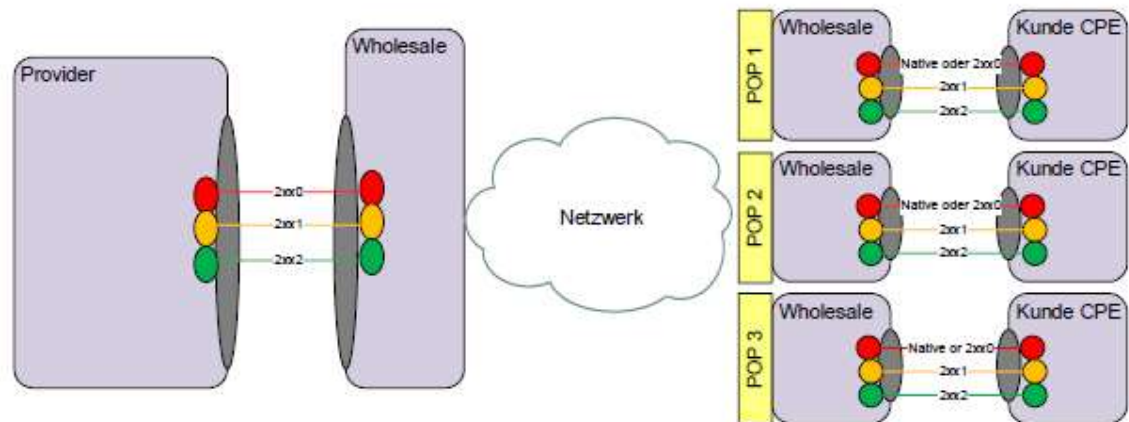 Provider
2xx0
2xx1
2xx2
Wholesale
Netzwerk
POP 1
Wholesale
Native oder 2xx0
2xx1
2xx2
Kunde CPE
POP 2
Wholesale
Native oder 2xx0
2xx1
2xx2
Kunde CPE
POP 3
Wholesale
Native or 2xx0
2xx1
2xx2
Kunde CPE